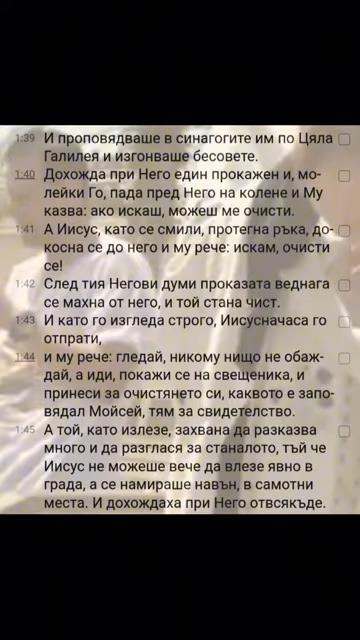 1:39 И проповядваше в синагогите им по Цяла
Галилея и изгонваше бесовете.
1:40 Дохожда при Него един прокажен и, мо-
лейки Го, пада пред Него на колене и Му
казва: ако искаш, можеш ме очисти.
1:41 А Иисус, като се смили, протегна ръка, до-
косна се до него и му рече: искам, очисти
се!
1:42 След тия Негови думи проказата веднага
се махна от него, и той стана чист.
1:43 И като го изгледа строго, Иисусначаса го
отпрати,
1:44 и му рече: гледай, никому нищо не обаж-
дай, а иди, покажи се на свещеника, и
принеси за очистянето си, каквото е запо-
вядал Мойсей, тям за свидетелство.
1:45 А той, като излезе, захвана да разказва
много и да разглася за станалото, тъй че
Иисус не можеше вече да влезе явно в
града, а се намираше навън, в самотни
места. И дохождаха при Него отвсякъде.